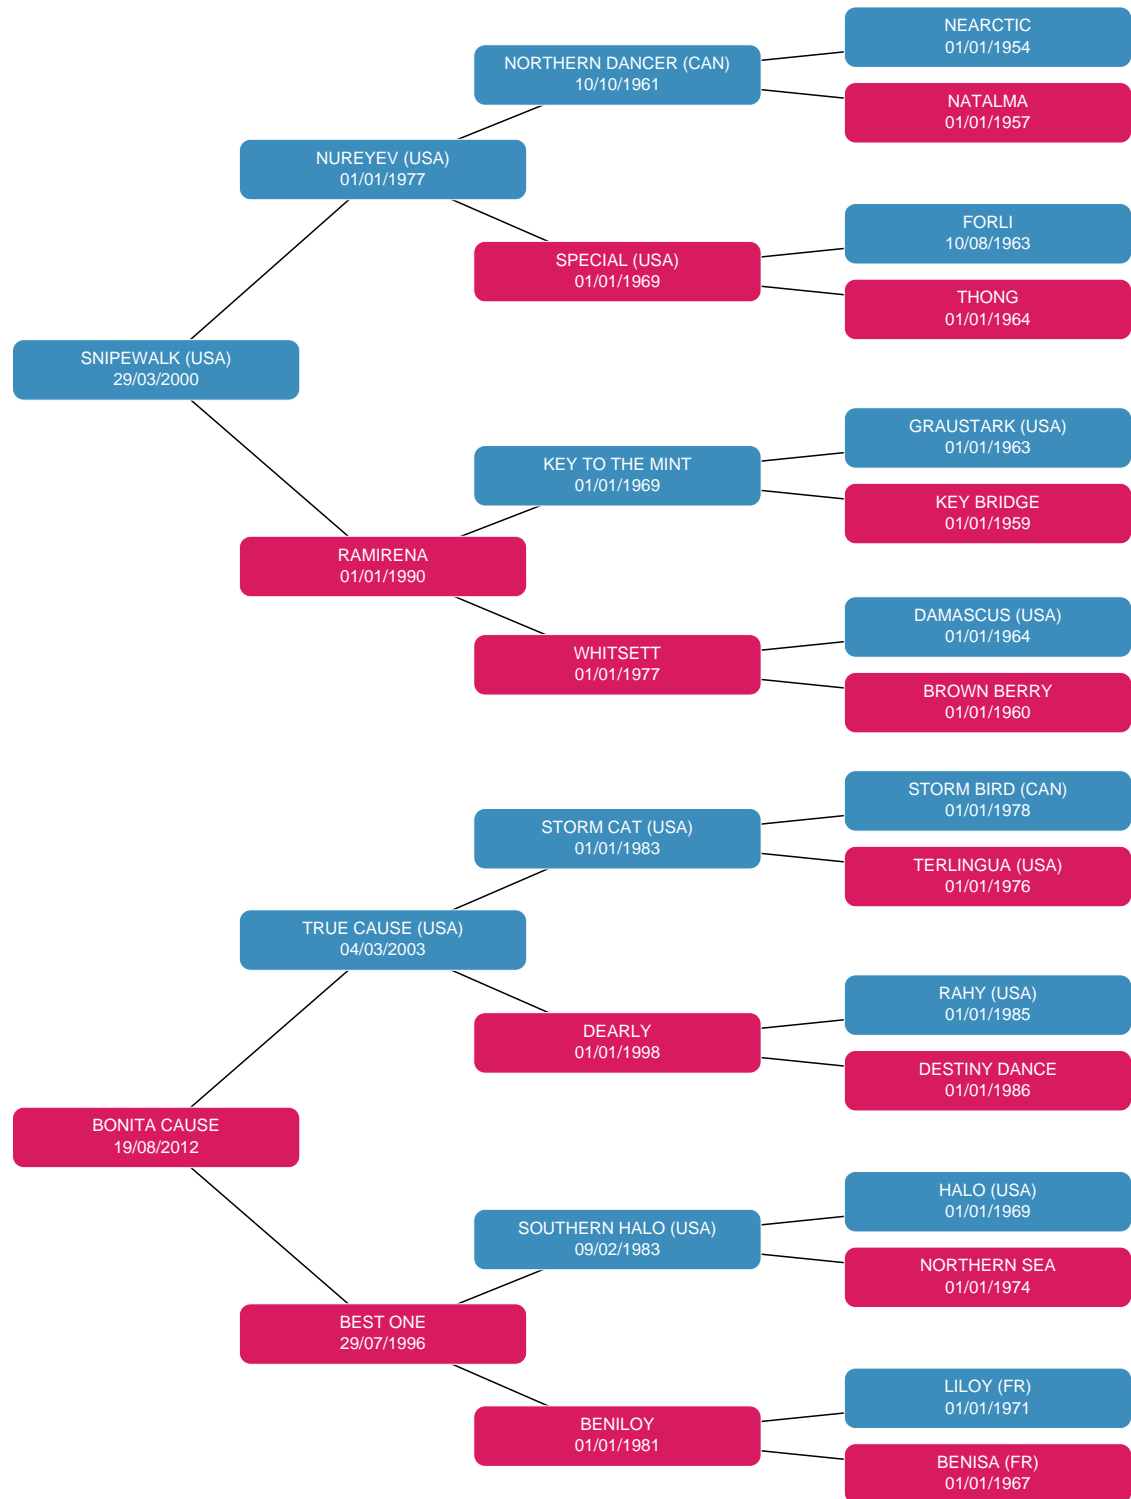 NEARCTIC
01/01/1954
NORTHERN DANCER (CAN)
10/10/1961
NATALMA
01/01/1957
NUREYEV (USA)
01/01/1977
FORLI
10/08/1963
SPECIAL (USA)
01/01/1969
THONG
01/01/1964
SNIPEWALK (USA)
29/03/2000
GRAUSTARK (USA)
01/01/1963
KEY TO THE MINT
01/01/1969
KEY BRIDGE
01/01/1959
RAMIRENA
01/01/1990
DAMASCUS (USA)
01/01/1964
WHITSETT
01/01/1977
BROWN BERRY
01/01/1960
STORM BIRD (CAN)
01/01/1978
STORM CAT (USA)
01/01/1983
TERLINGUA (USA)
01/01/1976
TRUE CAUSE (USA)
04/03/2003
RAHY (USA)
01/01/1985
DEARLY
01/01/1998
DESTINY DANCE
01/01/1986
BONITA CAUSE
19/08/2012
HALO (USA)
01/01/1969
SOUTHERN HALO (USA)
09/02/1983
NORTHERN SEA
01/01/1974
BEST ONE
29/07/1996
LILOY (FR)
01/01/1971
BENILOY
01/01/1981
BENISA (FR)
01/01/1967